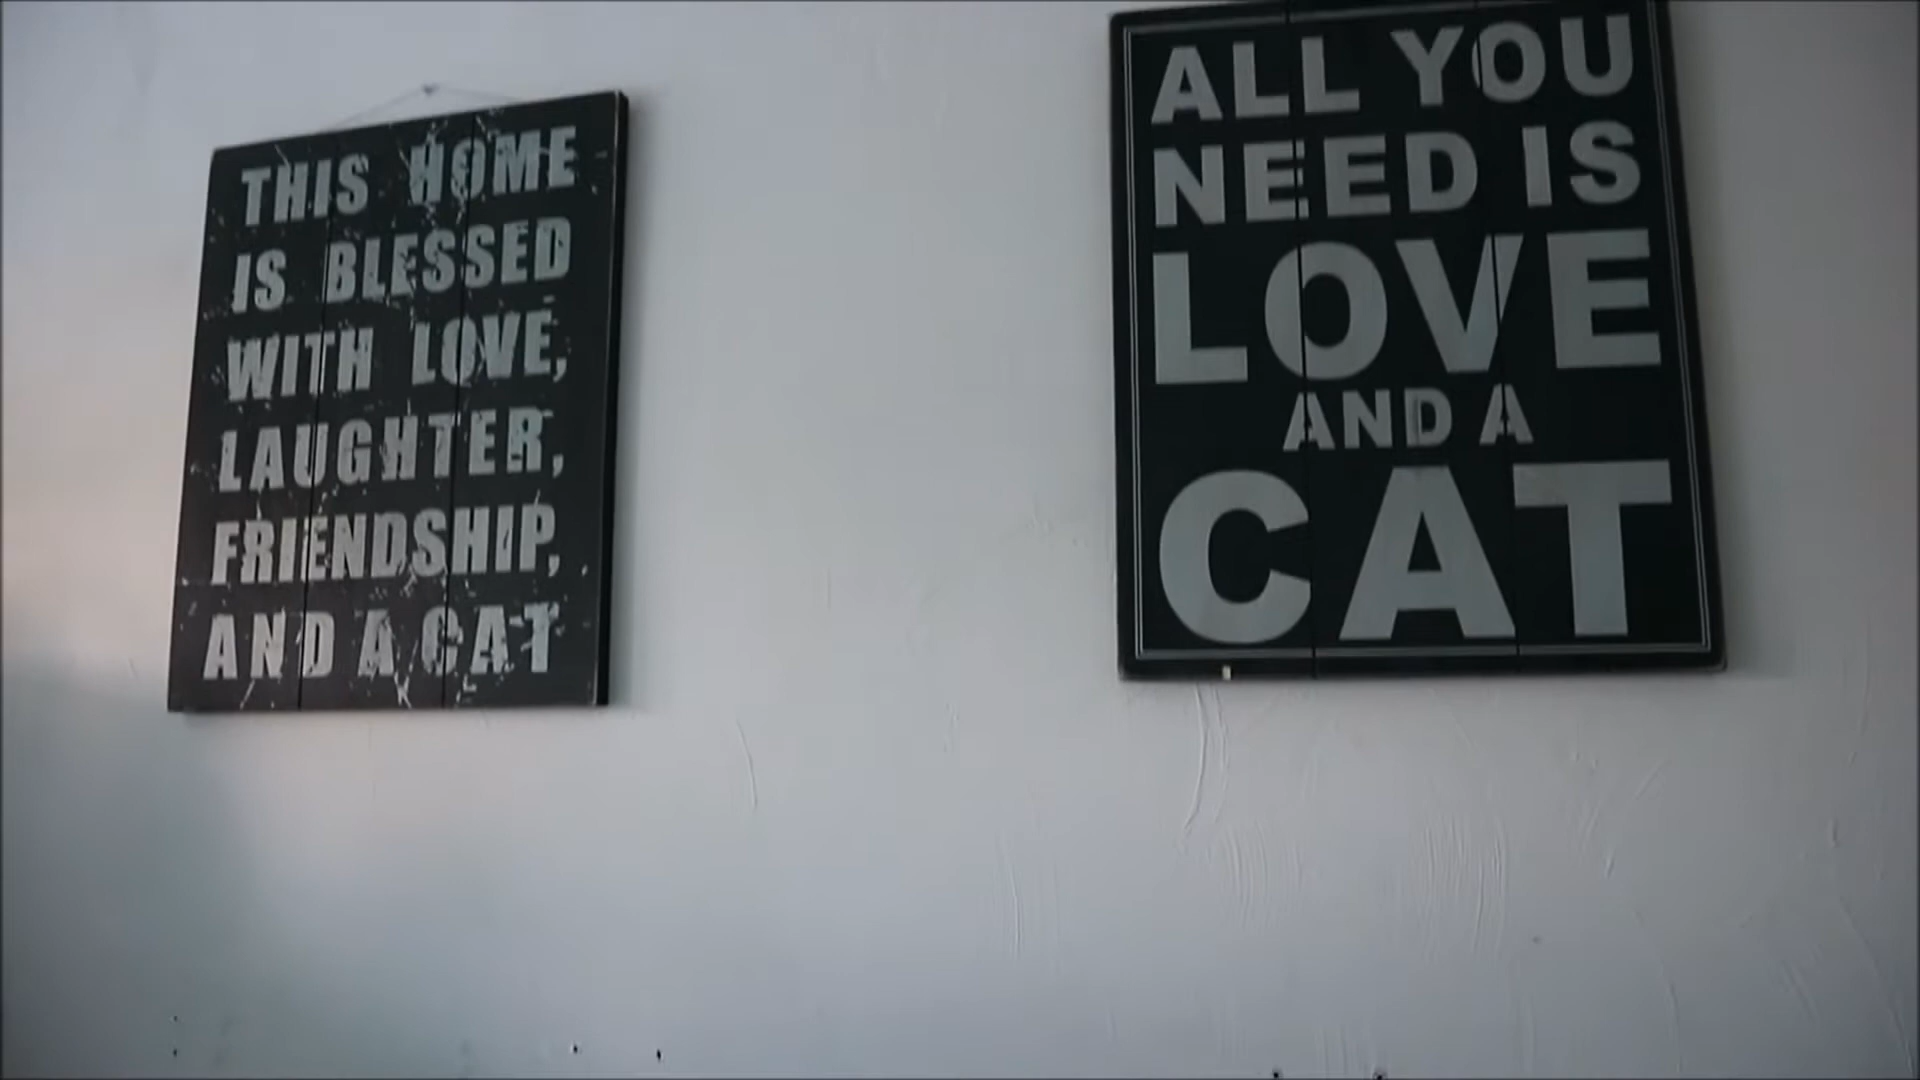 THIS HOME
IS BLESSED
WITH LOVE,
LAUGHTER,
FRIENDSHIP,
AND A CAT
ALL YOU
NEED IS
LOVE
AND A
CAT